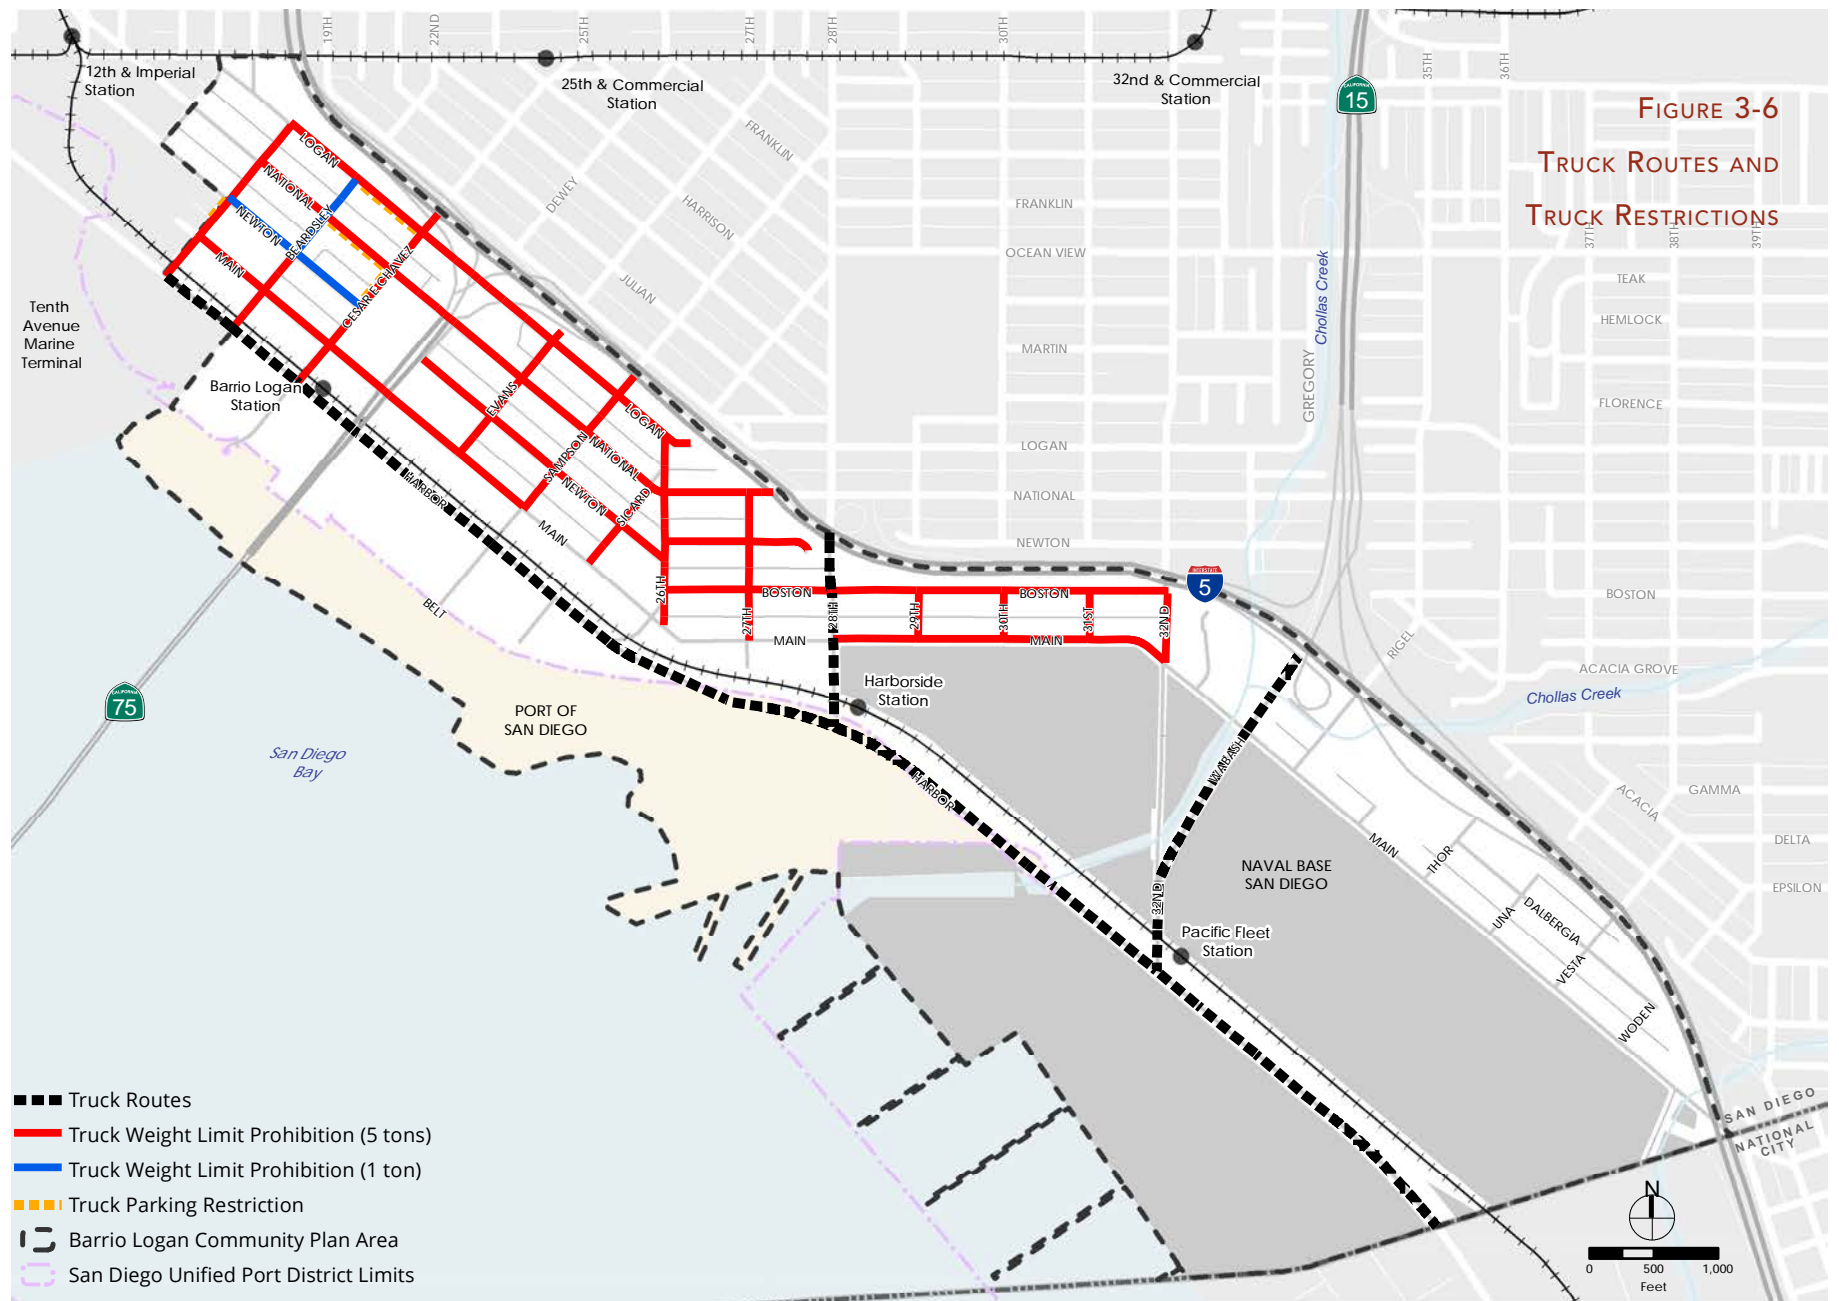 19TH
22ND
25TH
27TH
28TH
30TH
35TH
36TH
12th & Imperial
Station
25th & Commercial
Station
32nd & Commercial
Station
CALIFORNIA
15
FIGURE 3-6
TRUCK ROUTES AND
TRUCK RESTRICTIONS
FRANKLIN
DEWEY
HARRISON
JULIAN
FRANKLIN
OCEAN VIEW
MARTIN
LOGAN
NATIONAL
NEWTON
GREGORY
Chollas Creek
37TH
38TH
39TH
TEAK
HEMLOCK
FLORENCE
BOSTON
RIGEL
ACACIA GROVE
Chollas Creek
ACACIA
GAMMA
DELTA
EPSILON
LOGAN
NATIONAL
NEWTON
BEARDSLEY
MAIN
CESAR E CHAVEZ
Tenth
Avenue
Marine
Terminal
Barrio Logan
Station
EVANS
LOGAN
SAMPSON
NATIONAL
NEWTON
SICARD
HARBOR
MAIN
BELT
26TH
27TH
BOSTON
28TH
29TH
30TH
BOSTON
31ST
32ND
MAIN
MAIN
INTERSTATE
5
Harborside
Station
CALIFORNIA
75
PORT OF
SAN DIEGO
San Diego
Bay
HARBOR
WABASH
32ND
NAVAL BASE
SAN DIEGO
Pacific Fleet
Station
MAIN
THOR
UNA
DALBERGIA
VESTA
WODEN
SAN DIEGO
NATIONAL
CITY
Truck Routes
Truck Weight Limit Prohibition (5 tons)
Truck Weight Limit Prohibition (1 ton)
Truck Parking Restriction
Barrio Logan Community Plan Area
San Diego Unified Port District Limits
N
0 500 1,000
Feet